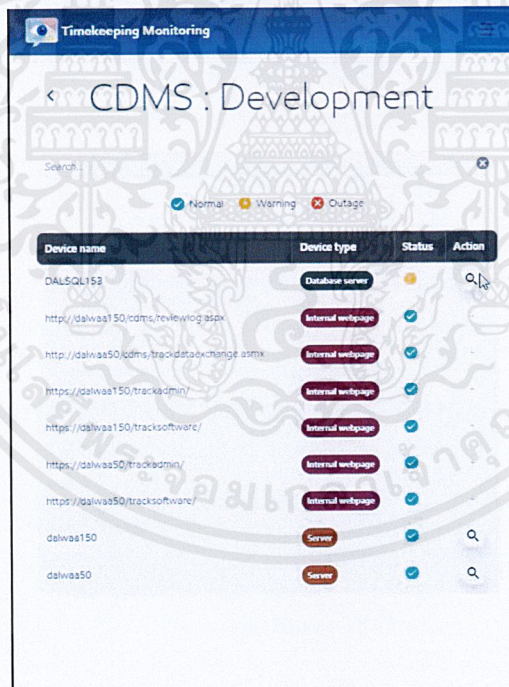 Timekeeping Monitoring
CDMS : Development
Search...
Normal Warning Outage
Device name Device type Status Action
DALSQL153 Database server
http://dalwaa150/cdms/reviewlog.aspx Internal webpage -
http://dalwaa50/cdms/trackdataexchange.asmx Internal webpage -
https://dalwaa150/trackadmin/ Internal webpage -
https://dalwaa150/tracksoftware/ Internal webpage -
https://dalwaa50/trackadmin/ Internal webpage -
https://dalwaa50/tracksoftware/ Internal webpage -
dalwaa150 Server
dalwaa50 Server